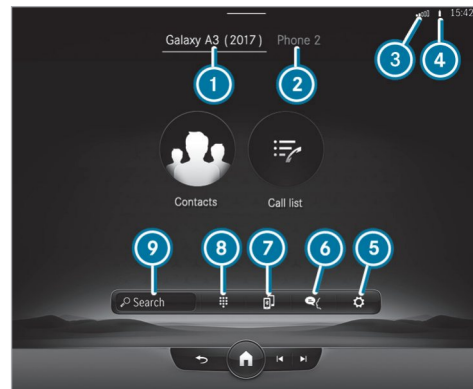 15:42
Galaxy A3 (2017) Phone 2
3 4
1 2
Contacts Call list
9 8 7 6 5
Search